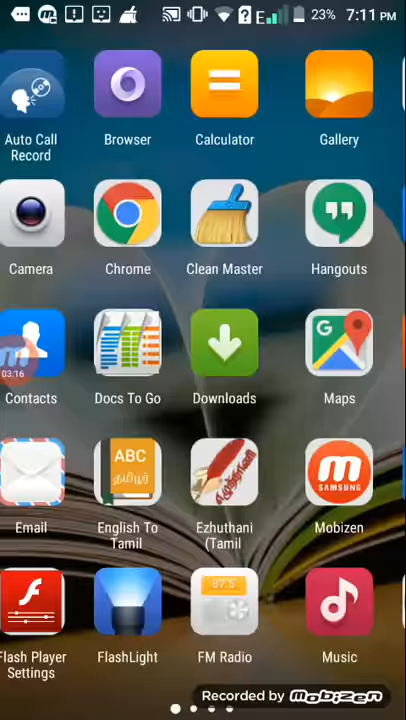 E 23% 7:11 PM
Auto Call
Record
Browser
Calculator
Gallery
Camera
Chrome
Clean Master
Hangouts
03:16
G
Contacts
Docs To Go
Downloads
Maps
ABC
தமிழ்
எழுத்தாணி
m
SAMSUNG
Email
English To
Tamil
Ezhuthani
(Tamil
Mobizen
87.5
Flash Player
Settings
FlashLight
FM Radio
Music
Recorded by Mobizen